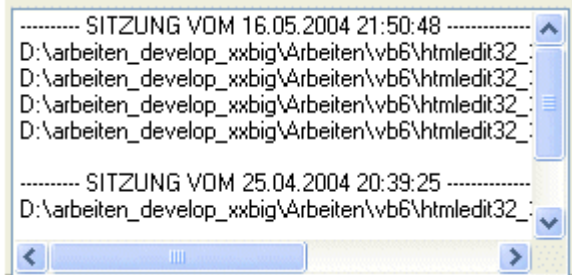 ---------- SITZUNG VOM 16.05.2004 21:50:48 -------------
D:\arbeiten_develop_xxbig\Arbeiten\vb6\htmledit32_
D:\arbeiten_develop_xxbig\Arbeiten\vb6\htmledit32_
D:\arbeiten_develop_xxbig\Arbeiten\vb6\htmledit32_
D:\arbeiten_develop_xxbig\Arbeiten\vb6\htmledit32_
---------- SITZUNG VOM 25.04.2004 20:39:25 -------------
D:\arbeiten_develop_xxbig\Arbeiten\vb6\htmledit32_